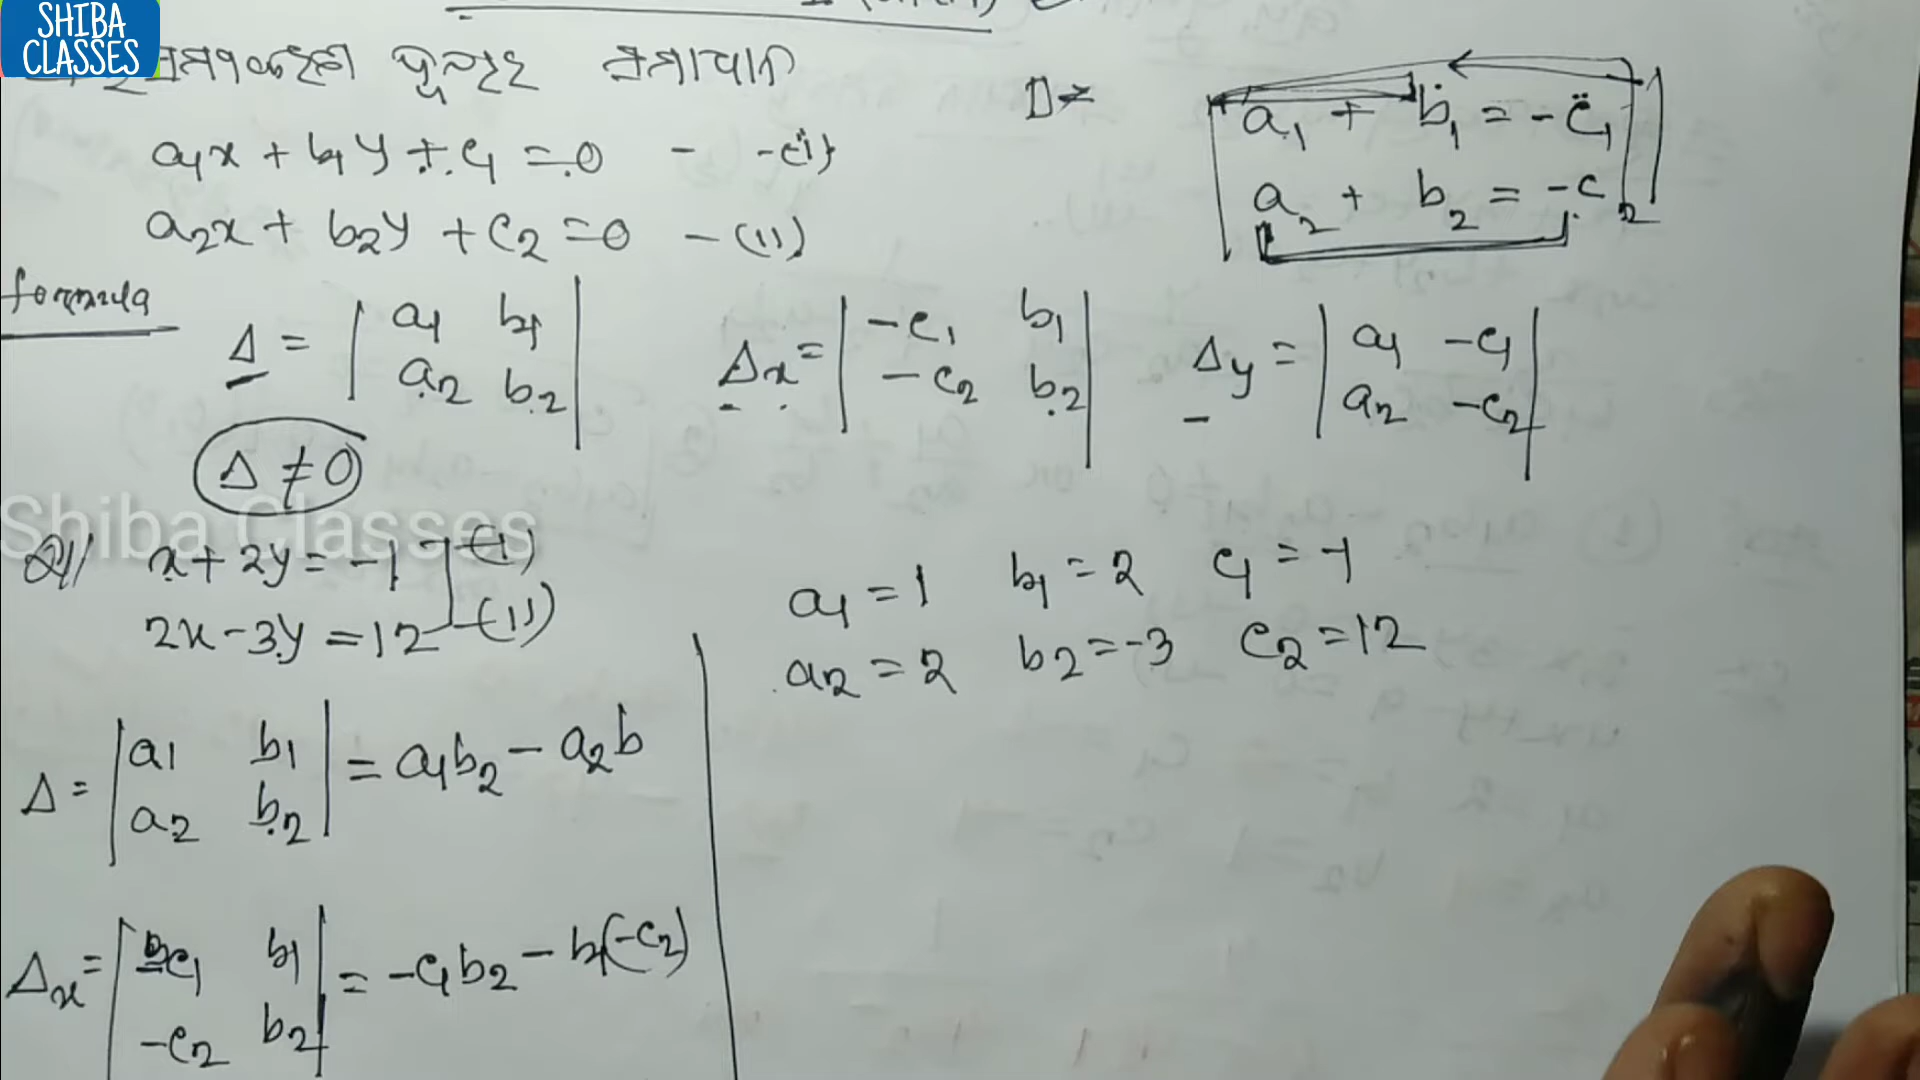 SHIBA
CLASSES
ସମାଧାନ
D≠
a₁ + b₁ = -c₁
a₂ + b₂ = -c₂
a₁x + b₁y + c₁ = 0 - -(i)
a₂x + b₂y + c₂ = 0 - (ii)
formula
Δ = | a₁ b₁ |
| a₂ b₂ |
Δx = | -c₁ b₁ |
| -c₂ b₂ |
Δy = | a₁ -c₁ |
| a₂ -c₂ |
Δ ≠ 0
Shiba Classes
x + 2y = -1 ] -(i)
2x - 3y = 12 -(ii)
a₁ = 1 b₁ = 2 c₁ = -1
a₂ = 2 b₂ = -3 c₂ = 12
Δ = | a₁ b₁ | = a₁b₂ - a₂b
| a₂ b₂ |
Δx = | -c₁ b₁ | = -c₁b₂ - b₁(-c₂)
| -c₂ b₂ |